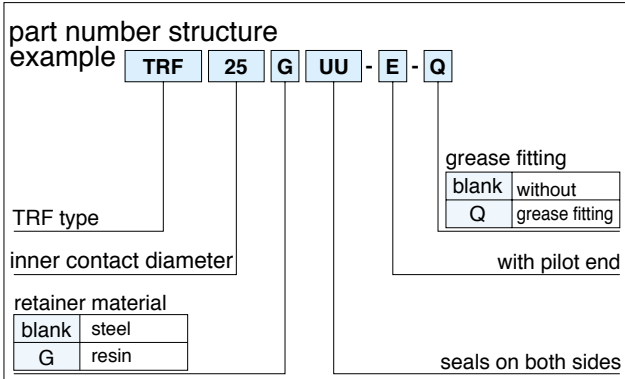 part number structure
example TRF 25 G UU - E - Q
grease fitting
blank without
Q grease fitting
TRF type
inner contact diameter
with pilot end
retainer material
blank steel
G resin
seals on both sides